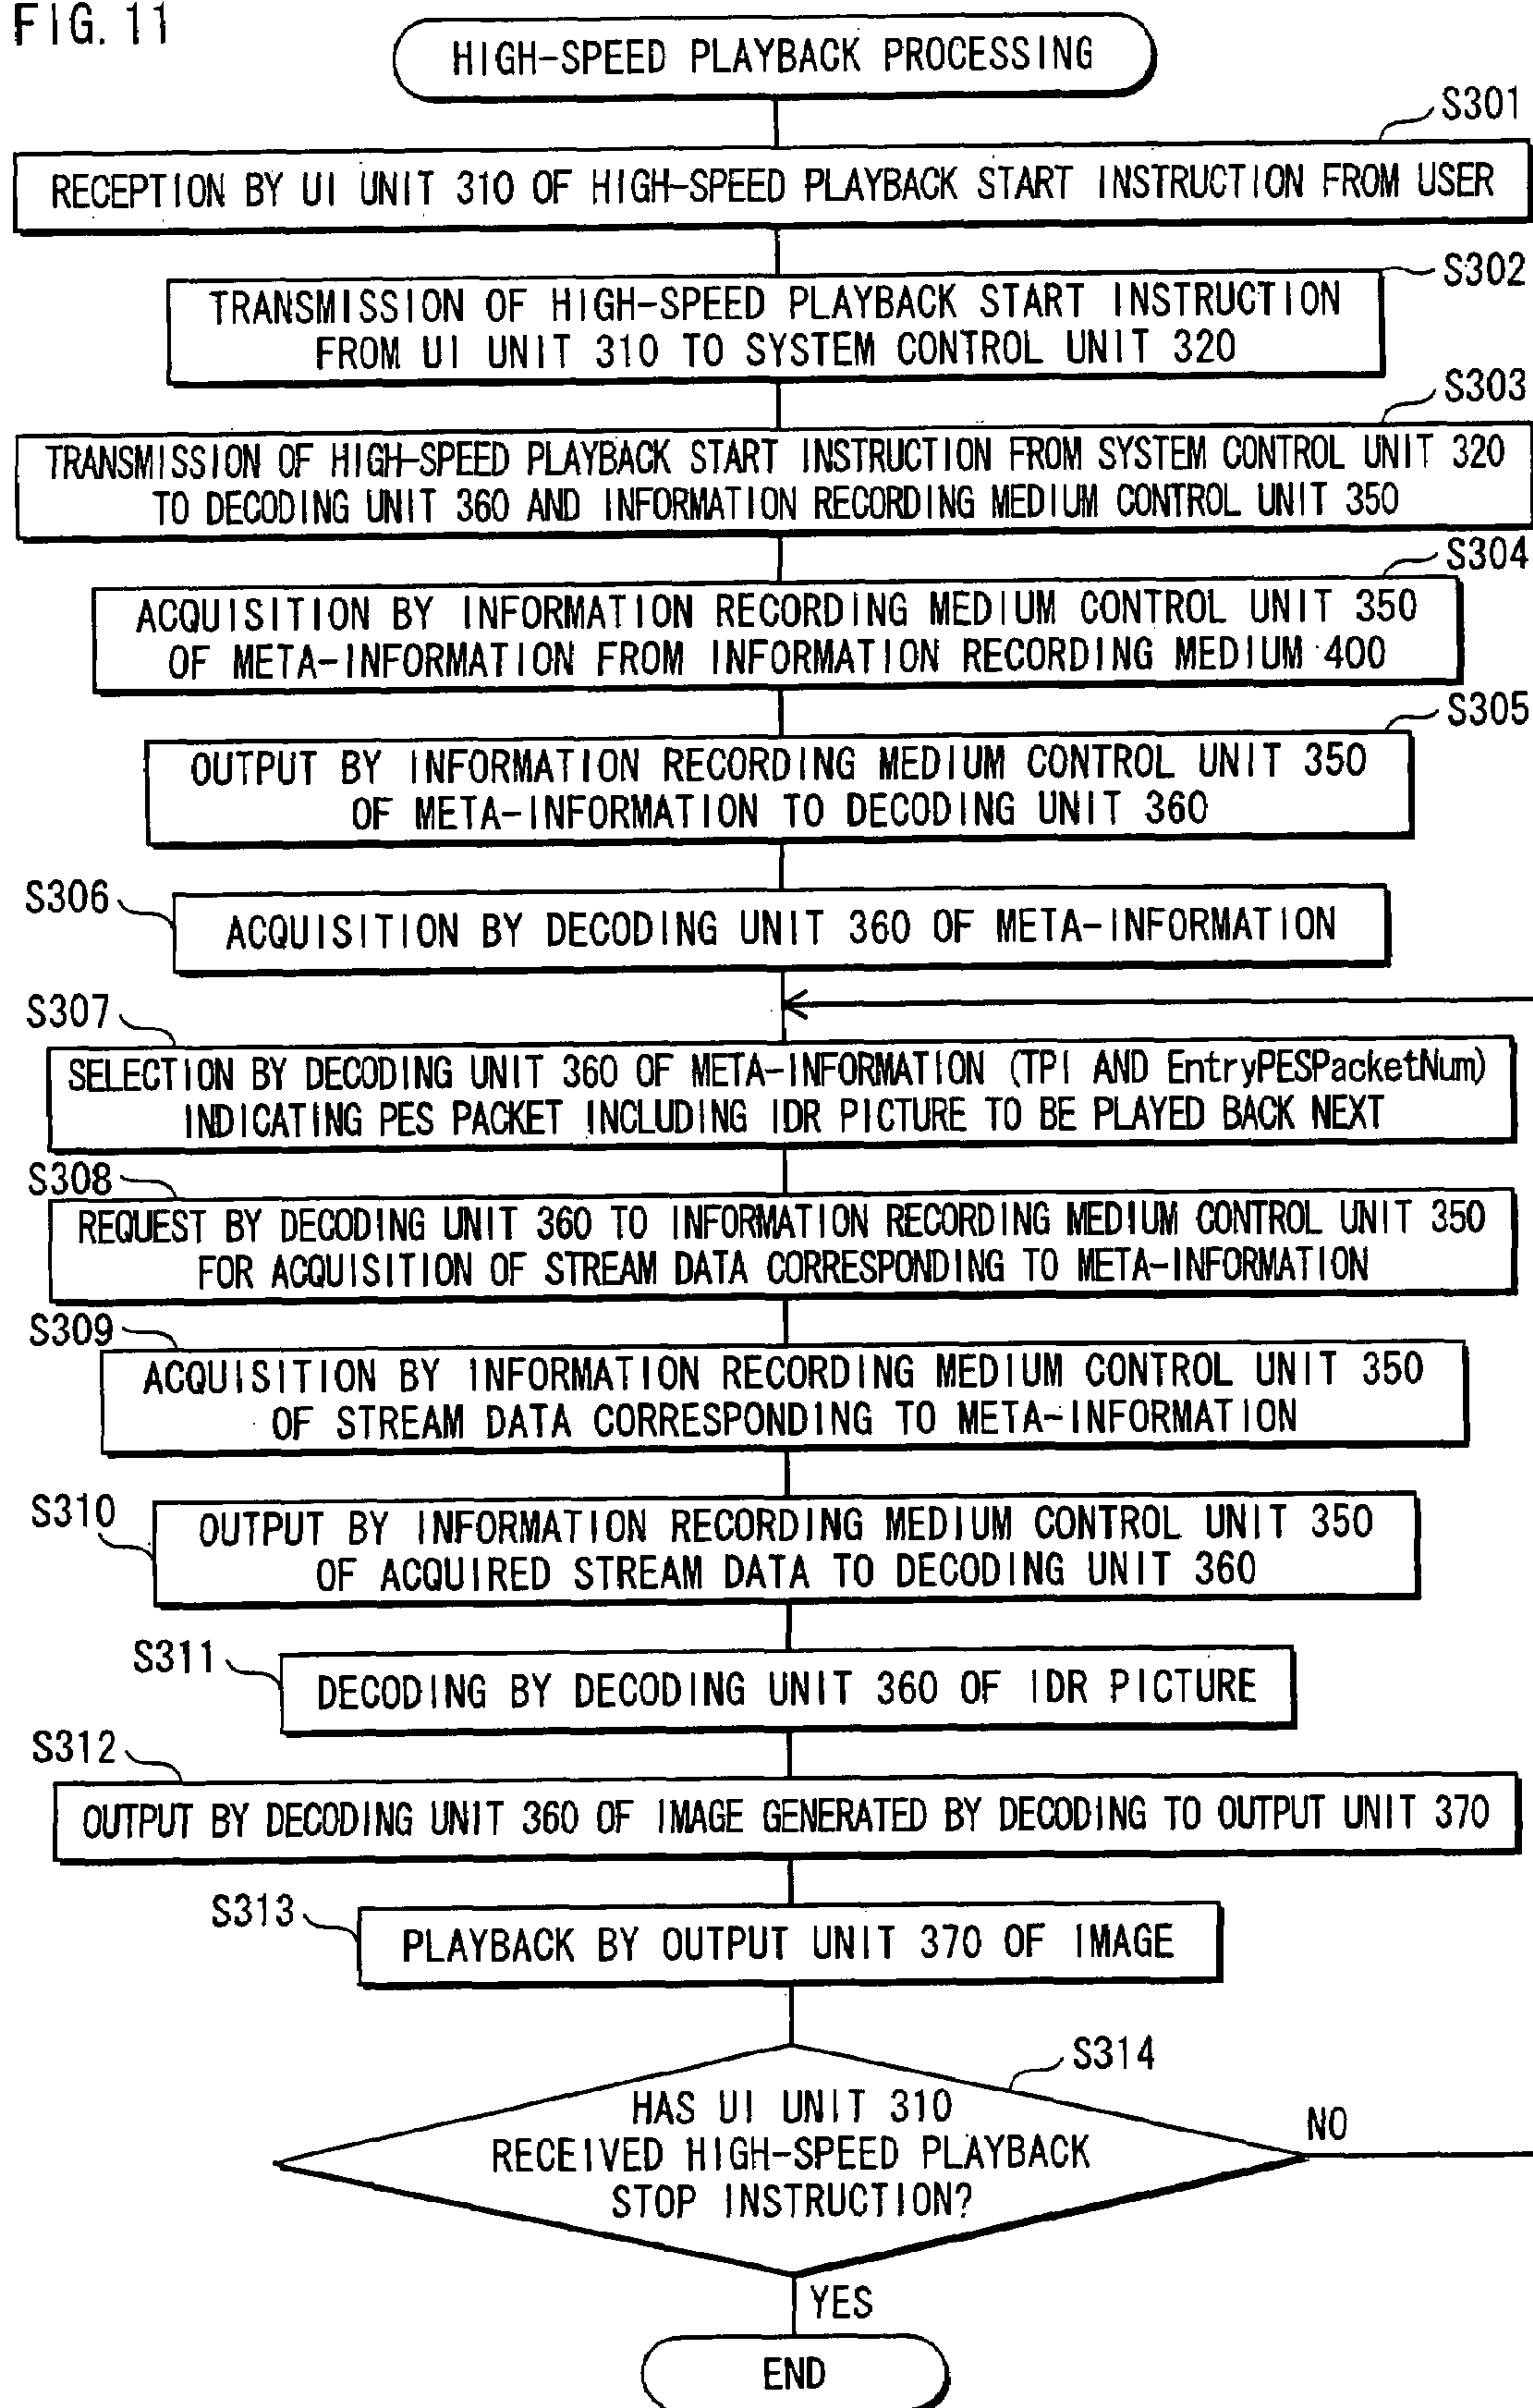 FIG. 11
HIGH-SPEED PLAYBACK PROCESSING
S301
RECEPTION BY UI UNIT 310 OF HIGH-SPEED PLAYBACK START INSTRUCTION FROM USER
S302
TRANSMISSION OF HIGH-SPEED PLAYBACK START INSTRUCTION
FROM UI UNIT 310 TO SYSTEM CONTROL UNIT 320
S303
TRANSMISSION OF HIGH-SPEED PLAYBACK START INSTRUCTION FROM SYSTEM CONTROL UNIT 320
TO DECODING UNIT 360 AND INFORMATION RECORDING MEDIUM CONTROL UNIT 350
S304
ACQUISITION BY INFORMATION RECORDING MEDIUM CONTROL UNIT 350
OF META-INFORMATION FROM INFORMATION RECORDING MEDIUM 400
S305
OUTPUT BY INFORMATION RECORDING MEDIUM CONTROL UNIT 350
OF META-INFORMATION TO DECODING UNIT 360
S306
ACQUISITION BY DECODING UNIT 360 OF META-INFORMATION
S307
SELECTION BY DECODING UNIT 360 OF META-INFORMATION (TPI AND EntryPESPacketNum)
INDICATING PES PACKET INCLUDING IDR PICTURE TO BE PLAYED BACK NEXT
S308
REQUEST BY DECODING UNIT 360 TO INFORMATION RECORDING MEDIUM CONTROL UNIT 350
FOR ACQUISITION OF STREAM DATA CORRESPONDING TO META-INFORMATION
S309
ACQUISITION BY INFORMATION RECORDING MEDIUM CONTROL UNIT 350
OF STREAM DATA CORRESPONDING TO META-INFORMATION
S310
OUTPUT BY INFORMATION RECORDING MEDIUM CONTROL UNIT 350
OF ACQUIRED STREAM DATA TO DECODING UNIT 360
S311
DECODING BY DECODING UNIT 360 OF IDR PICTURE
S312
OUTPUT BY DECODING UNIT 360 OF IMAGE GENERATED BY DECODING TO OUTPUT UNIT 370
S313
PLAYBACK BY OUTPUT UNIT 370 OF IMAGE
S314
HAS UI UNIT 310
RECEIVED HIGH-SPEED PLAYBACK
STOP INSTRUCTION?
NO
YES
END